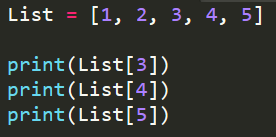 List = [1, 2, 3, 4, 5]
print(List[3])
print(List[4])
print(List[5])